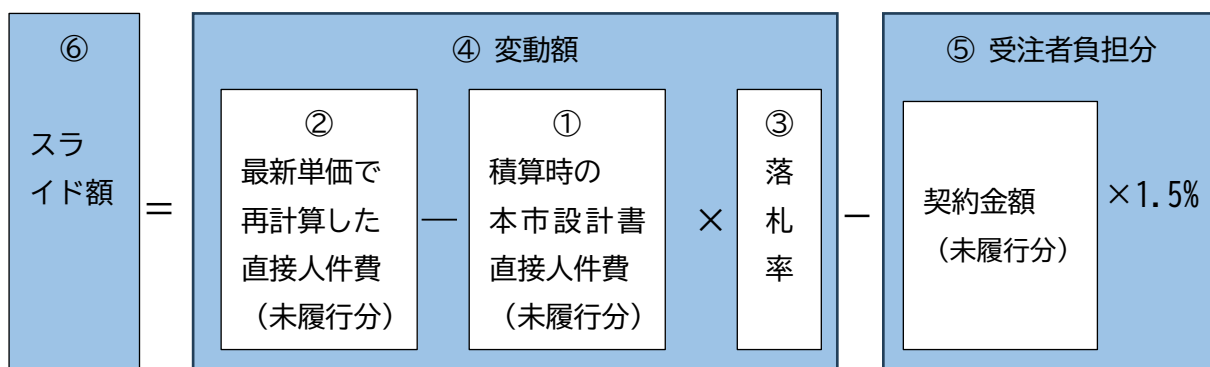 ⑥
スラ
イド額
＝
④ 変動額
②
最新単価で
再計算した
直接人件費
（未履行分）
―
①
積算時の
本市設計書
直接人件費
（未履行分）
×
③
落
札
率
－
⑤ 受注者負担分
契約金額
（未履行分）
×1.5%